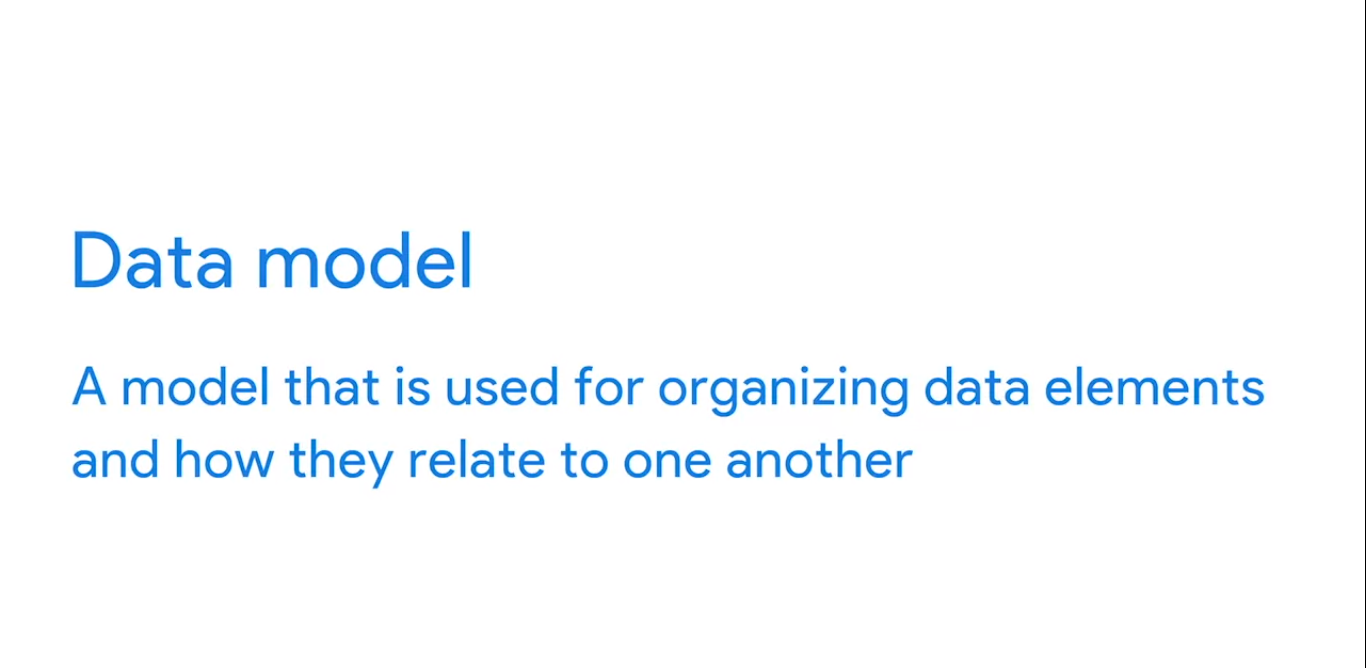 Data model
A model that is used for organizing data elements
and how they relate to one another